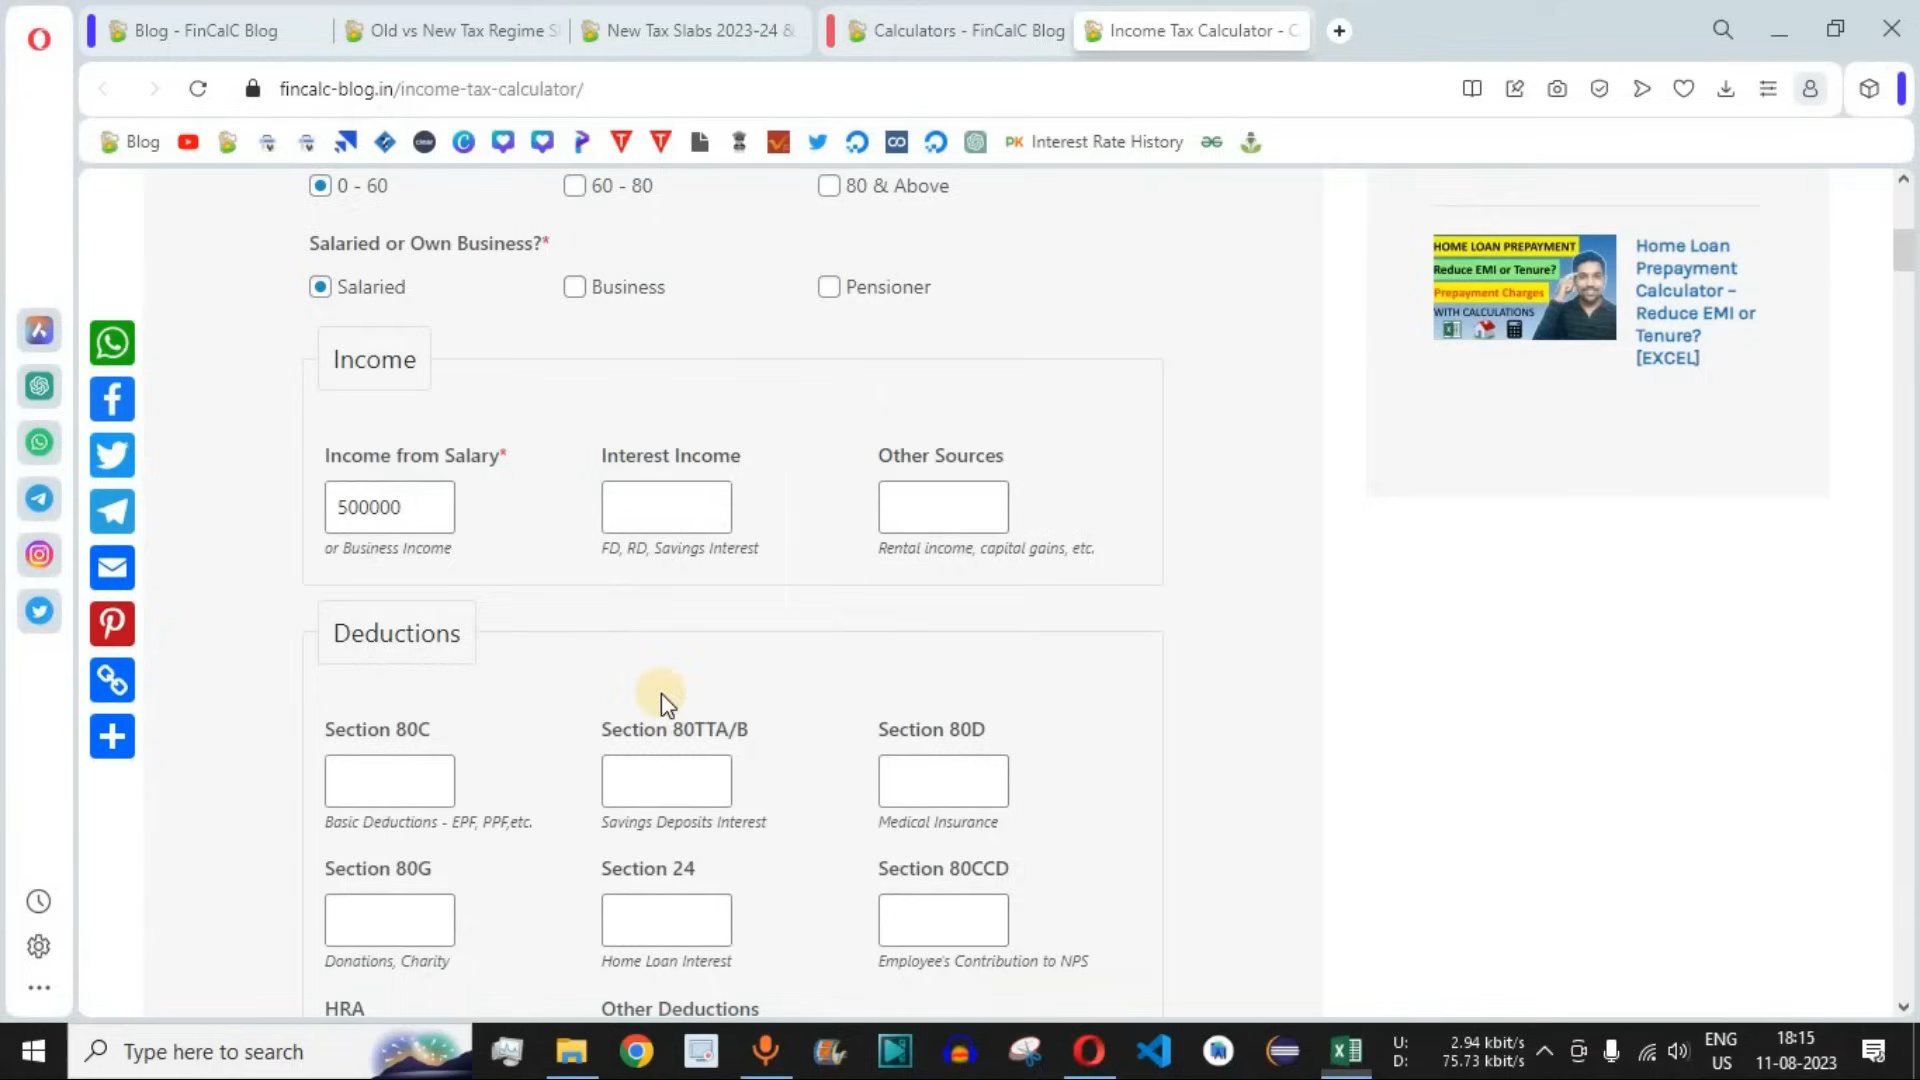 Blog - FinCalC Blog
Old vs New Tax Regime Sl
New Tax Slabs 2023-24 &
Calculators - FinCalC Blog
Income Tax Calculator - C
fincalc-blog.in/income-tax-calculator/
Blog
PK Interest Rate History
0 - 60
60 - 80
80 & Above
Salaried or Own Business?*
Salaried
Business
Pensioner
Income
Income from Salary*
Interest Income
Other Sources
500000
or Business Income
FD, RD, Savings Interest
Rental income, capital gains, etc.
Deductions
Section 80C
Section 80TTA/B
Section 80D
Basic Deductions - EPF, PPF,etc.
Savings Deposits Interest
Medical Insurance
Section 80G
Section 24
Section 80CCD
Donations, Charity
Home Loan Interest
Employee's Contribution to NPS
HRA
Other Deductions
HOME LOAN PREPAYMENT
Reduce EMI or Tenure?
Prepayment Charges
WITH CALCULATIONS
Home Loan
Prepayment
Calculator –
Reduce EMI or
Tenure?
[EXCEL]
Type here to search
U: 2.94 kbit/s
D: 75.73 kbit/s
ENG
US
18:15
11-08-2023